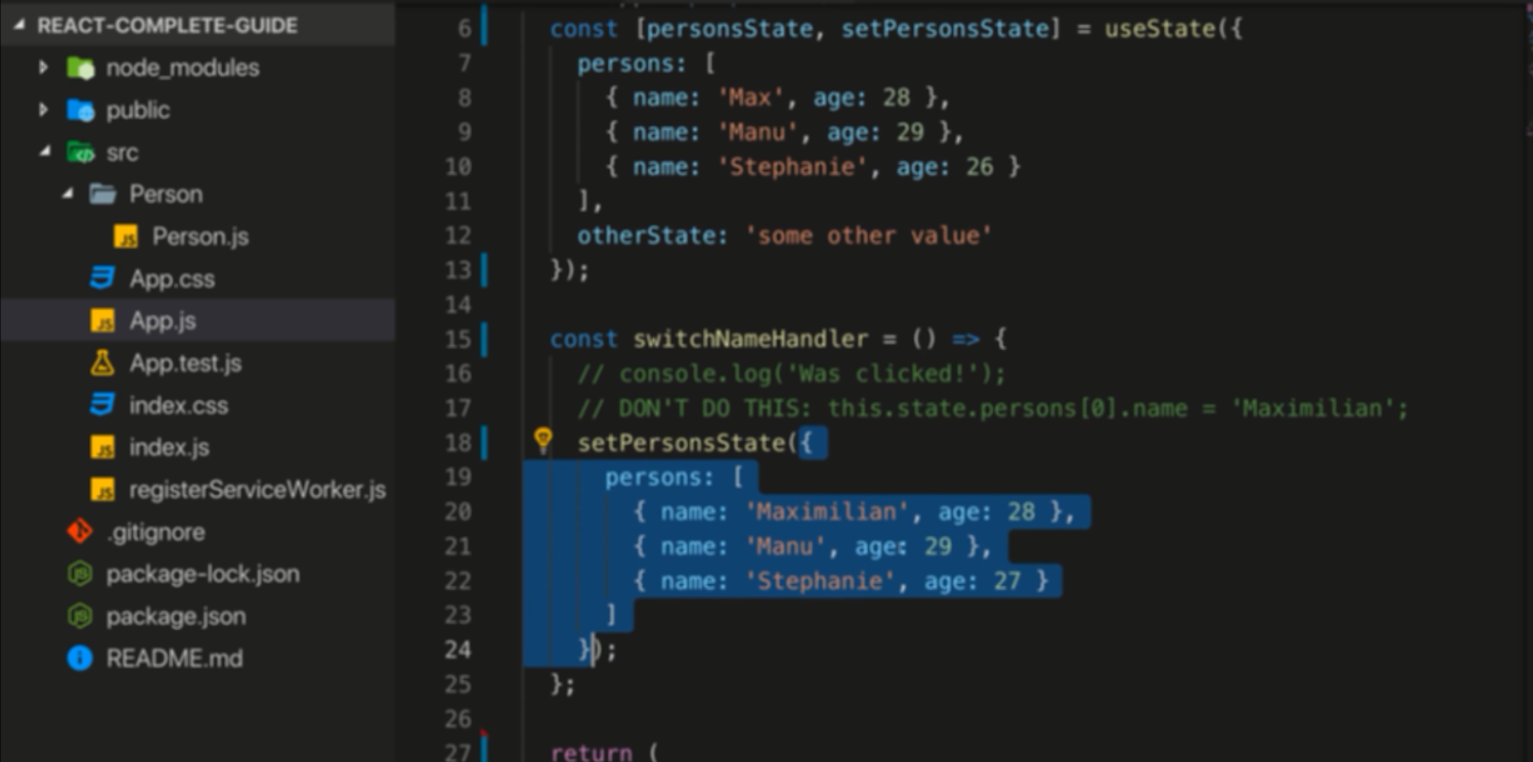 REACT-COMPLETE-GUIDE
node_modules
public
src
Person
Person.js
App.css
App.js
App.test.js
index.css
index.js
registerServiceWorker.js
.gitignore
package-lock.json
package.json
README.md
6 const [personsState, setPersonsState] = useState({
7 persons: [
8 { name: 'Max', age: 28 },
9 { name: 'Manu', age: 29 },
10 { name: 'Stephanie', age: 26 }
11 ],
12 otherState: 'some other value'
13 });
14
15 const switchNameHandler = () => {
16 // console.log('Was clicked!');
17 // DON'T DO THIS: this.state.persons[0].name = 'Maximilian';
18 setPersonsState({
19 persons: [
20 { name: 'Maximilian', age: 28 },
21 { name: 'Manu', age: 29 },
22 { name: 'Stephanie', age: 27 }
23 ]
24 });
25 };
26
27 return (